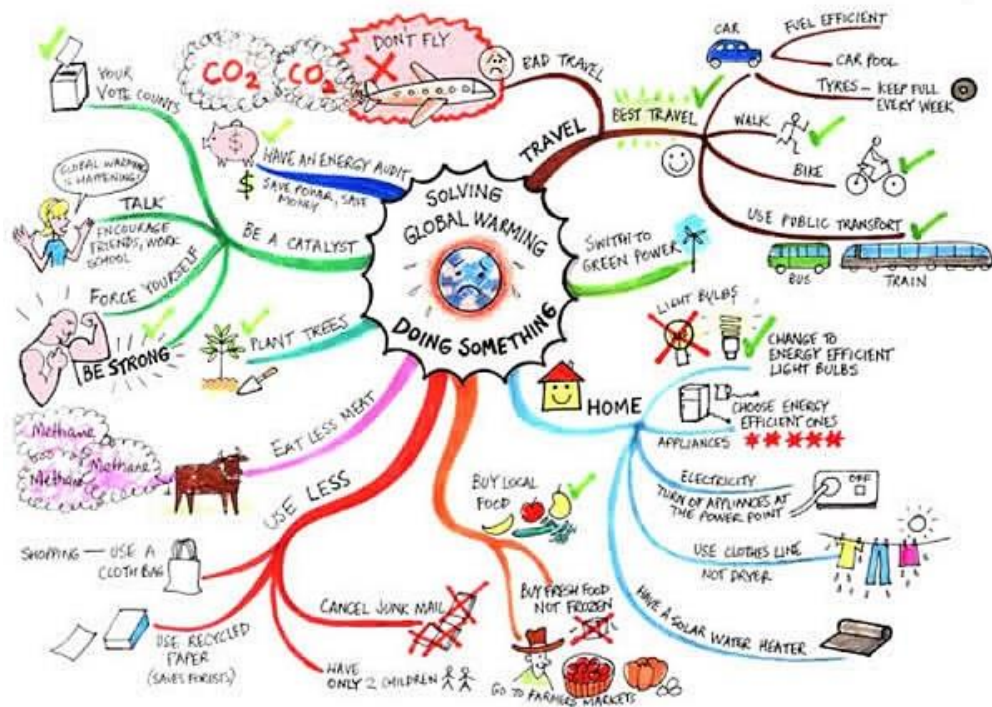 SOLVING
GLOBAL WARMING
DOING SOMETHING
TRAVEL
BAD TRAVEL
DON'T FLY
CO2
CO2
BEST TRAVEL
CAR
FUEL EFFICIENT
CAR POOL
TYRES — KEEP FULL
EVERY WEEK
WALK
BIKE
USE PUBLIC TRANSPORT
BUS
TRAIN
SWITH TO
GREEN POWER
HOME
LIGHT BULBS
CHANGE TO
ENERGY EFFICIENT
LIGHT BULBS
CHOOSE ENERGY
EFFICIENT ONES
APPLIANCES
ELECTRICITY
TURN OF APPLIANCES AT
THE POWER POINT
OFF
USE CLOTHES LINE
NOT DRYER
HAVE A SOLAR WATER HEATER
BUY LOCAL
FOOD
BUY FRESH FOOD
NOT FROZEN
GO TO FARMERS MARKETS
USE LESS
SHOPPING — USE A
CLOTH BAG
USE RECYCLED
PAPER
(SAVES FORISTS)
CANCEL JUNK MAIL
HAVE
ONLY 2 CHILDREN
EAT LESS MEAT
Methane
Methane
Methane
PLANT TREES
BE A CATALYST
YOUR
VOTE COUNTS
TALK
ENCOURAGE
FRIENDS, WORK
SCHOOL
GLOBAL WARMING
IS HAPPENING!
FORCE YOURSELF
BE STRONG
HAVE AN ENERGY AUDIT
SAVE POWAR, SAVE
MONEY
$
$